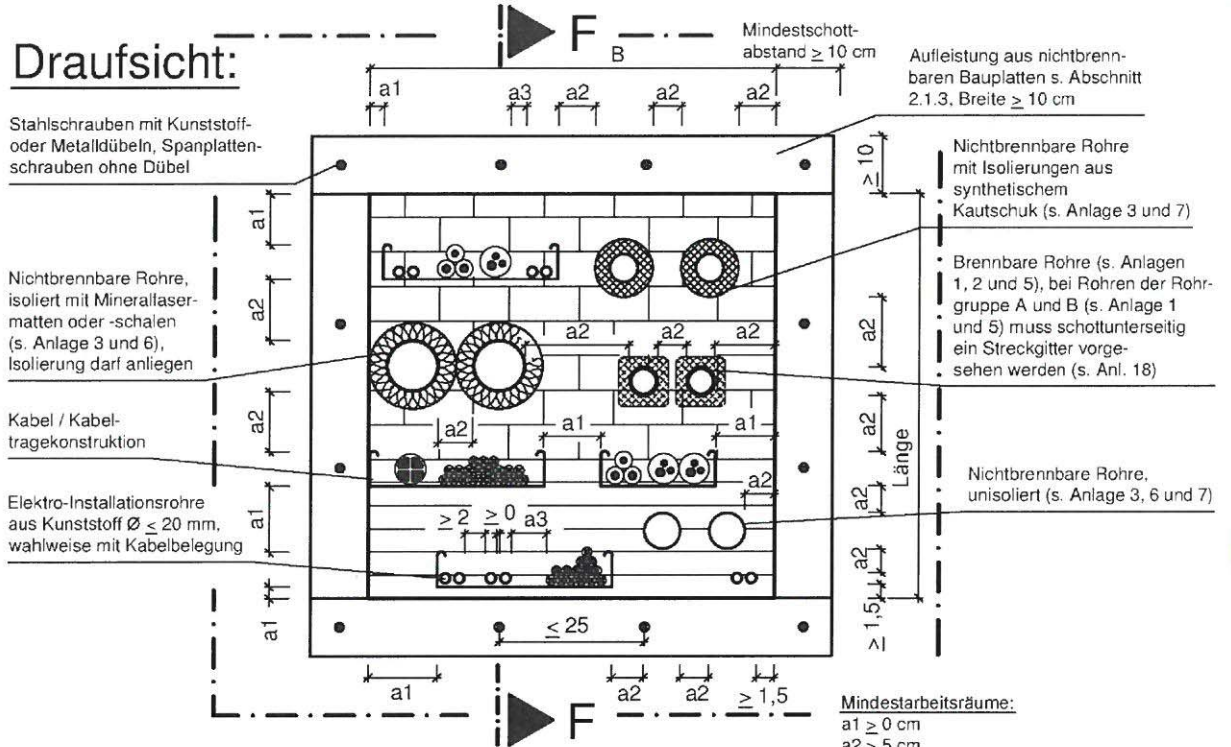 Draufsicht:
F
B
Mindestschott-
abstand ≥ 10 cm
Aufleistung aus nichtbrenn-
baren Bauplatten s. Abschnitt
2.1.3, Breite ≥ 10 cm
a1
a3
a2
a2
a2
Stahlschrauben mit Kunststoff-
oder Metalldübeln, Spanplatten-
schrauben ohne Dübel
≥ 10
Nichtbrennbare Rohre
mit Isolierungen aus
synthetischem
Kautschuk (s. Anlage 3 und 7)
a1
Nichtbrennbare Rohre,
isoliert mit Minerallaser-
matten oder -schalen
(s. Anlage 3 und 6),
Isolierung darf anliegen
a2
Brennbare Rohre (s. Anlagen
1, 2 und 5), bei Rohren der Rohr-
gruppe A und B (s. Anlage 1
und 5) muss schottunterseitig
ein Streckgitter vorge-
sehen werden (s. Anl. 18)
a2
a2
a2
a2
Kabel / Kabel-
tragekonstruktion
a2
a2
a1
a1
a2
Länge
Elektro-Installationsrohre
aus Kunststoff Ø ≤ 20 mm,
wahlweise mit Kabelbelegung
a1
≥ 2
≥ 0
a3
a2
a2
Nichtbrennbare Rohre,
unisoliert (s. Anlage 3, 6 und 7)
a2
≥ 1,5
a1
≤ 25
a1
a2
a2
≥ 1,5
F
Mindestarbeitsräume:
a1 ≥ 0 cm
a2 ≥ 5 cm